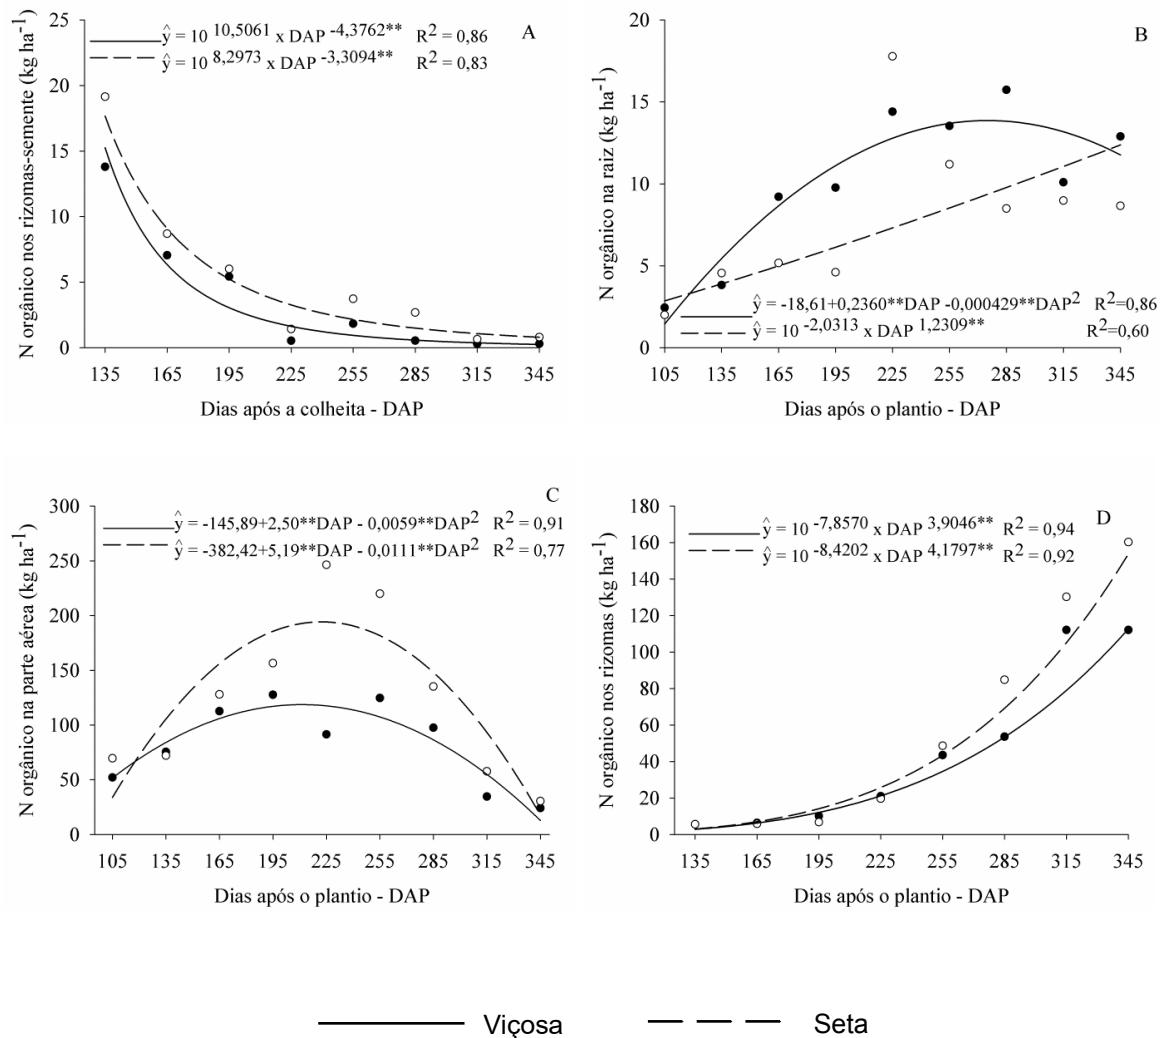 A
ŷ = 10 10,5061 x DAP -4,3762** R2 = 0,86
ŷ = 10 8,2973 x DAP -3,3094** R2 = 0,83
N orgânico nos rizomas-semente (kg ha-1)
25
20
15
10
5
0
135 165 195 225 255 285 315 345
Dias após a colheita - DAP
B
N orgânico na raiz (kg ha-1)
20
15
10
5
0
ŷ = -18,61+0,2360**DAP -0,000429**DAP2 R2=0,86
ŷ = 10 -2,0313 x DAP 1,2309** R2=0,60
105 135 165 195 225 255 285 315 345
Dias após o plantio - DAP
C
ŷ = -145,89+2,50**DAP - 0,0059**DAP2 R2 = 0,91
ŷ = -382,42+5,19**DAP - 0,0111**DAP2 R2 = 0,77
N orgânico na parte aérea (kg ha-1)
300
250
200
150
100
50
0
105 135 165 195 225 255 285 315 345
Dias após o plantio - DAP
D
ŷ = 10 -7,8570 x DAP 3,9046** R2 = 0,94
ŷ = 10 -8,4202 x DAP 4,1797** R2 = 0,92
N orgânico nos rizomas (kg ha-1)
180
160
140
120
100
80
60
40
20
0
135 165 195 225 255 285 315 345
Dias após o plantio - DAP
Viçosa Seta